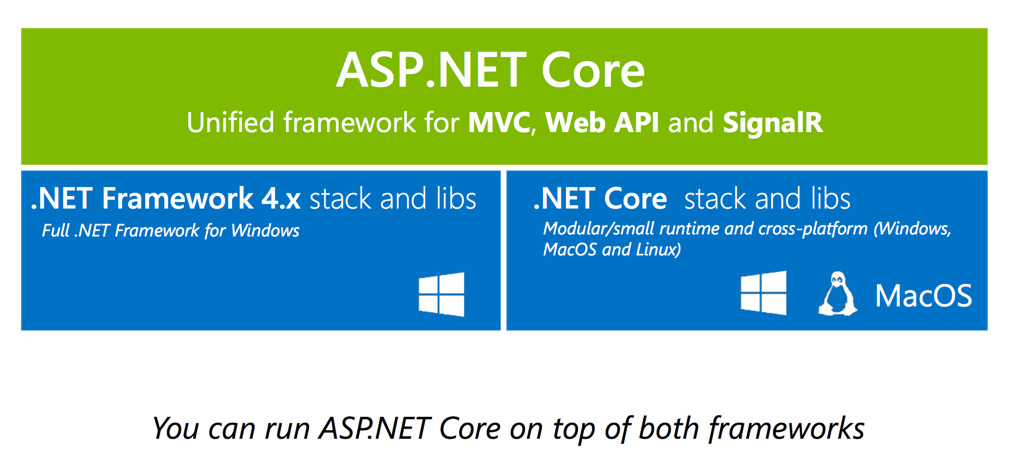 ASP.NET Core
Unified framework for MVC, Web API and SignalR
.NET Framework 4.x stack and libs
Full .NET Framework for Windows
.NET Core stack and libs
Modular/small runtime and cross-platform (Windows,
MacOS and Linux)
MacOS
You can run ASP.NET Core on top of both frameworks